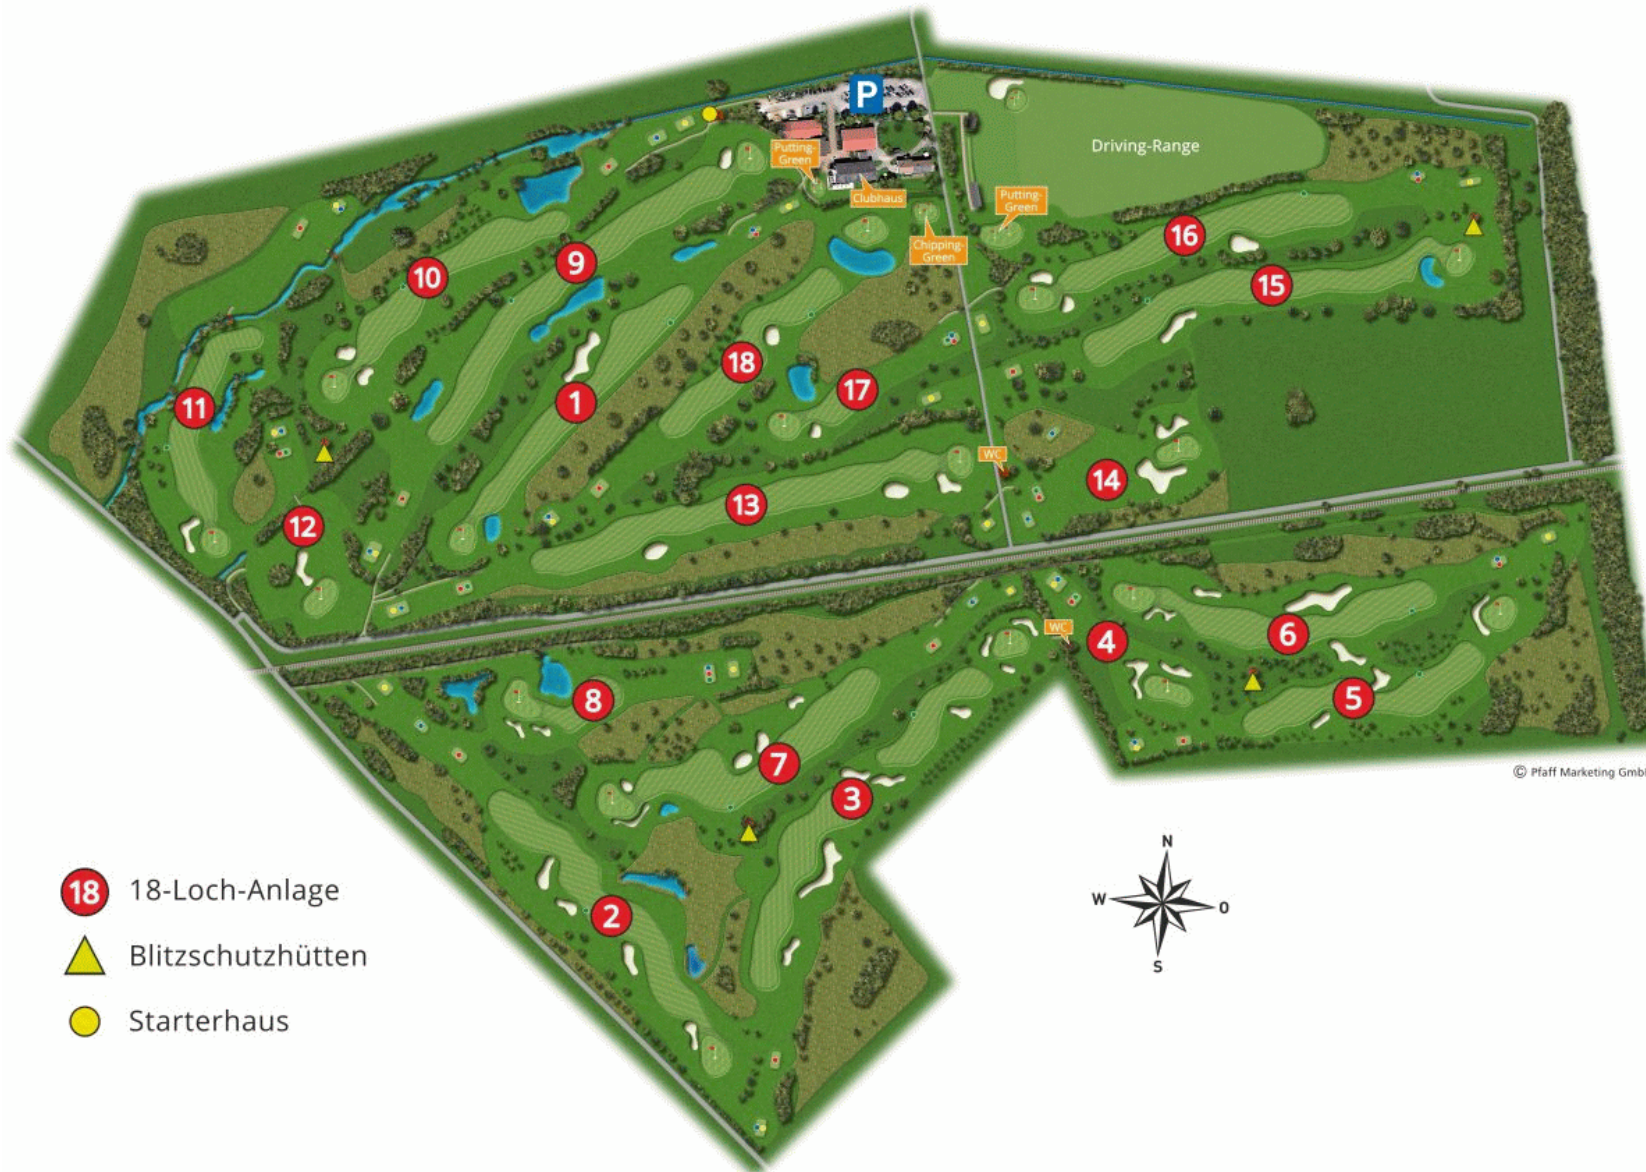 P
Putting-
Green
Clubhaus
Chipping-
Green
Putting-
Green
Driving-Range
16
15
10
9
11
1
18
17
WC
14
13
12
WC
4
6
5
8
7
3
2
© Pfaff Marketing Gmb
18
18-Loch-Anlage
Blitzschutzhütten
Starterhaus
N
W
O
S